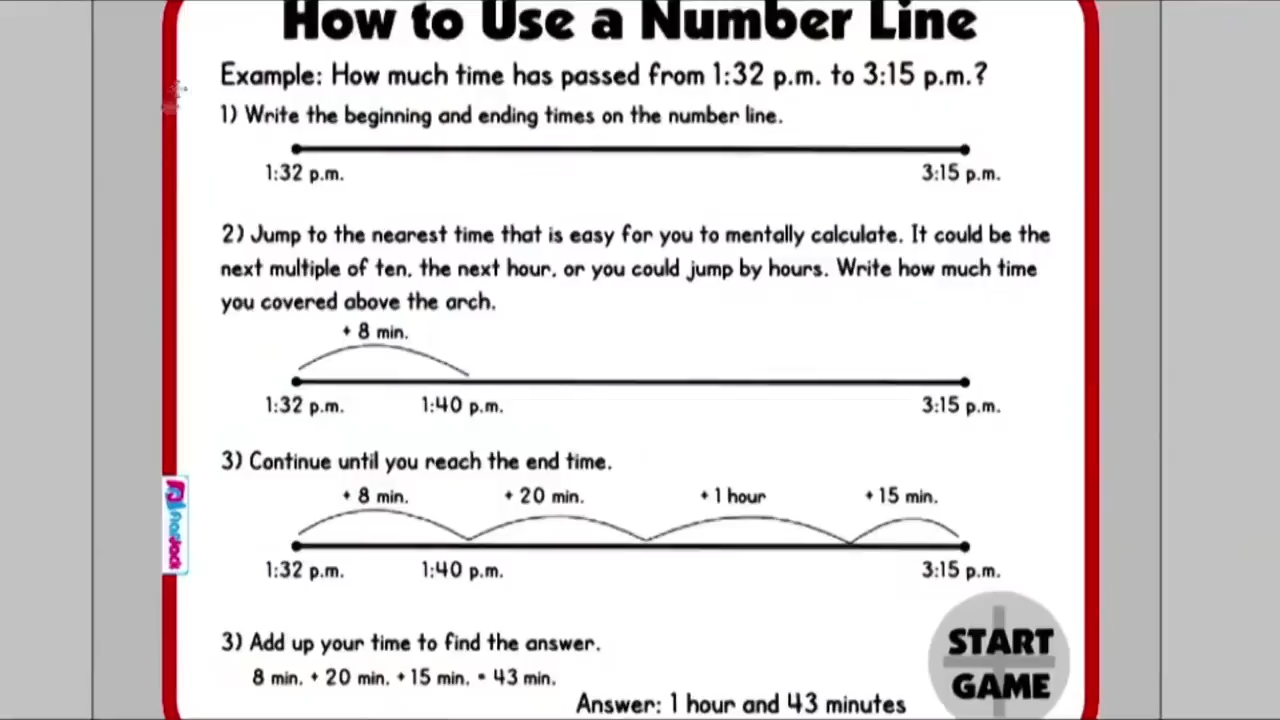 How to Use a Number Line
Example: How much time has passed from 1:32 p.m. to 3:15 p.m.?
1) Write the beginning and ending times on the number line.
1:32 p.m. 3:15 p.m.
2) Jump to the nearest time that is easy for you to mentally calculate. It could be the
next multiple of ten, the next hour, or you could jump by hours. Write how much time
you covered above the arch.
+ 8 min.
1:32 p.m. 1:40 p.m. 3:15 p.m.
3) Continue until you reach the end time.
+ 8 min. + 20 min. + 1 hour + 15 min.
1:32 p.m. 1:40 p.m. 3:15 p.m.
3) Add up your time to find the answer.
8 min. + 20 min. + 15 min. = 43 min.
Answer: 1 hour and 43 minutes
START
GAME